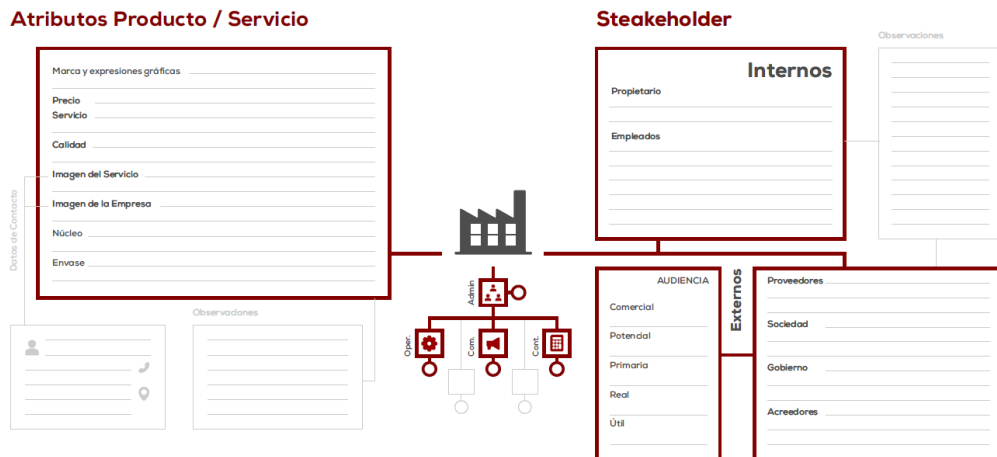 Atributos Producto / Servicio
Marca y expresiones gráficas
Precio
Servicio
Calidad
Imagen del Servicio
Imagen de la Empresa
Núcleo
Envase
Datos de Contacto
Observaciones
Admin
Oper.
Com.
Cont.
Steakeholder
Observaciones
Internos
Propietario
Empleados
AUDIENCIA
Comercial
Potencial
Primaria
Real
Útil
Externos
Proveedores
Sociedad
Gobierno
Acreedores